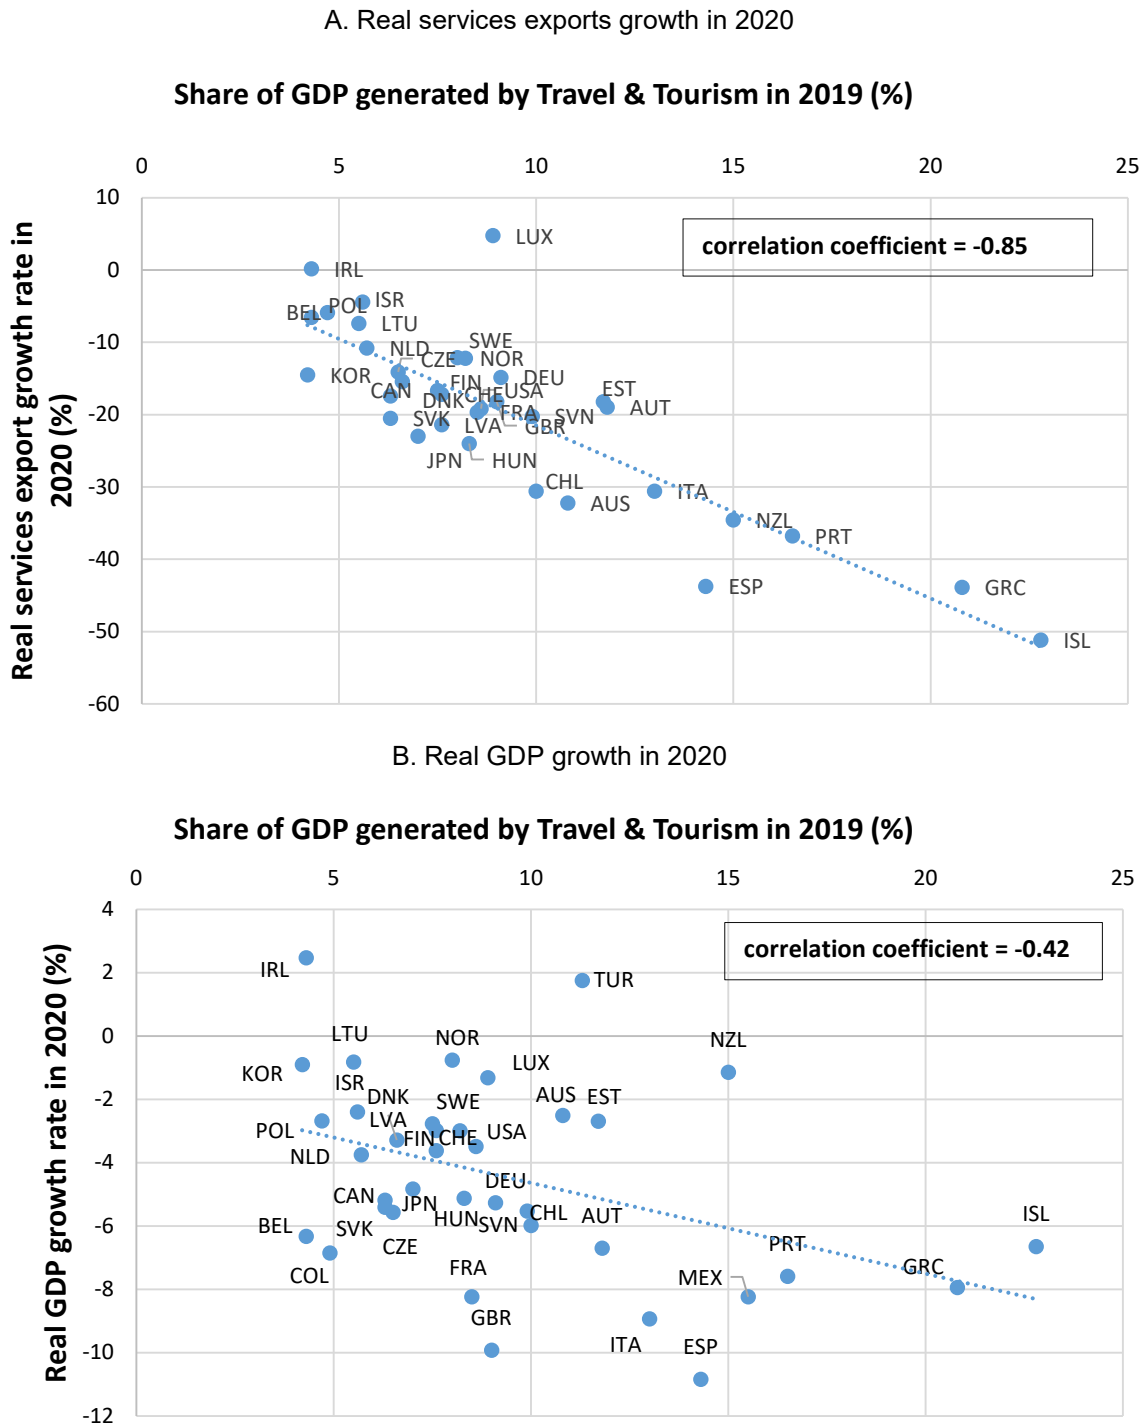 A. Real services exports growth in 2020
Share of GDP generated by Travel & Tourism in 2019 (%)
0 5 10 15 20 25
Real services export growth rate in
2020 (%)
10
0
-10
-20
-30
-40
-50
-60
correlation coefficient = -0.85
LUX
IRL
BEL POL ISR
LTU
SWE
NLD CZE NOR
KOR DEU
CAN FIN CHE USA EST
DNK FRA AUT
SVK LVA GBR SVN
JPN HUN
CHL
AUS ITA
NZL
PRT
ESP GRC
ISL
B. Real GDP growth in 2020
Share of GDP generated by Travel & Tourism in 2019 (%)
0 5 10 15 20 25
Real GDP growth rate in 2020 (%)
4
2
0
-2
-4
-6
-8
-10
-12
correlation coefficient = -0.42
IRL TUR
LTU NOR NZL
KOR LUX
ISR
DNK SWE AUS EST
LVA
POL FIN CHE USA
NLD
DEU
CAN JPN
BEL SVK HUN SVN CHL AUT ISL
CZE PRT
COL FRA MEX GRC
GBR
ITA ESP